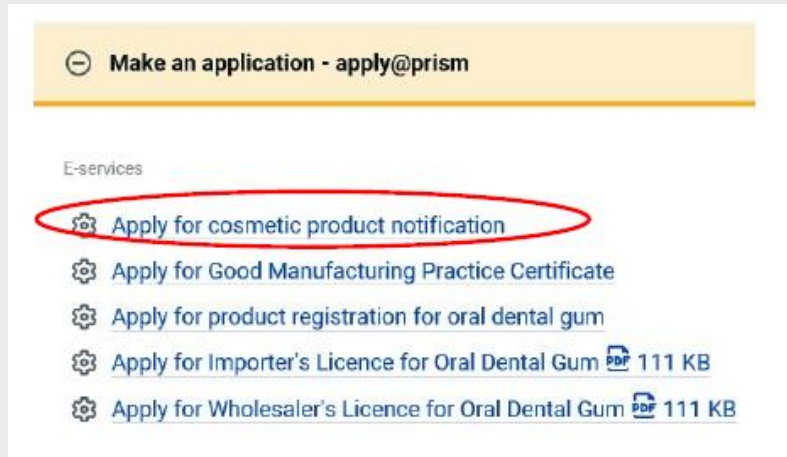 Make an application - apply@prism
E-services
Apply for cosmetic product notification
Apply for Good Manufacturing Practice Certificate
Apply for product registration for oral dental gum
Apply for Importer's Licence for Oral Dental Gum PDF 111 KB
Apply for Wholesaler's Licence for Oral Dental Gum PDF 111 KB